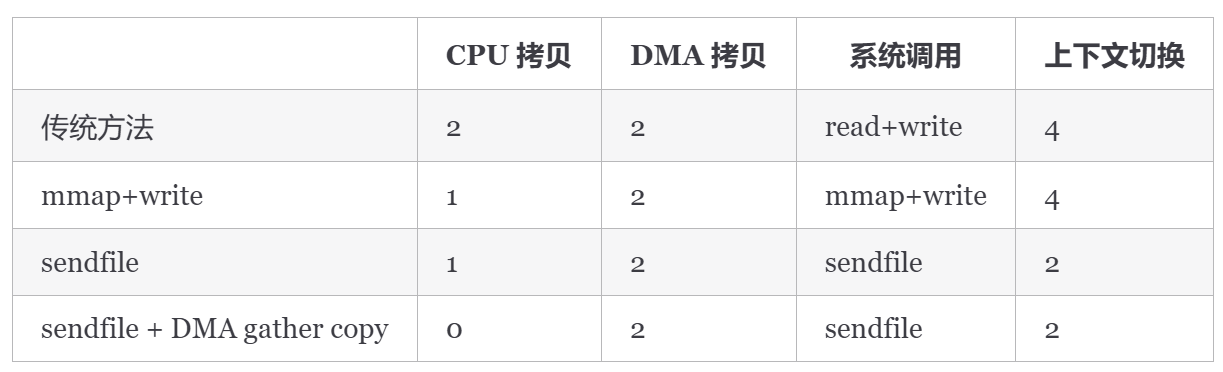 CPU 拷贝 DMA 拷贝 系统调用 上下文切换
传统方法 2 2 read+write 4
mmap+write 1 2 mmap+write 4
sendfile 1 2 sendfile 2
sendfile + DMA gather copy 0 2 sendfile 2